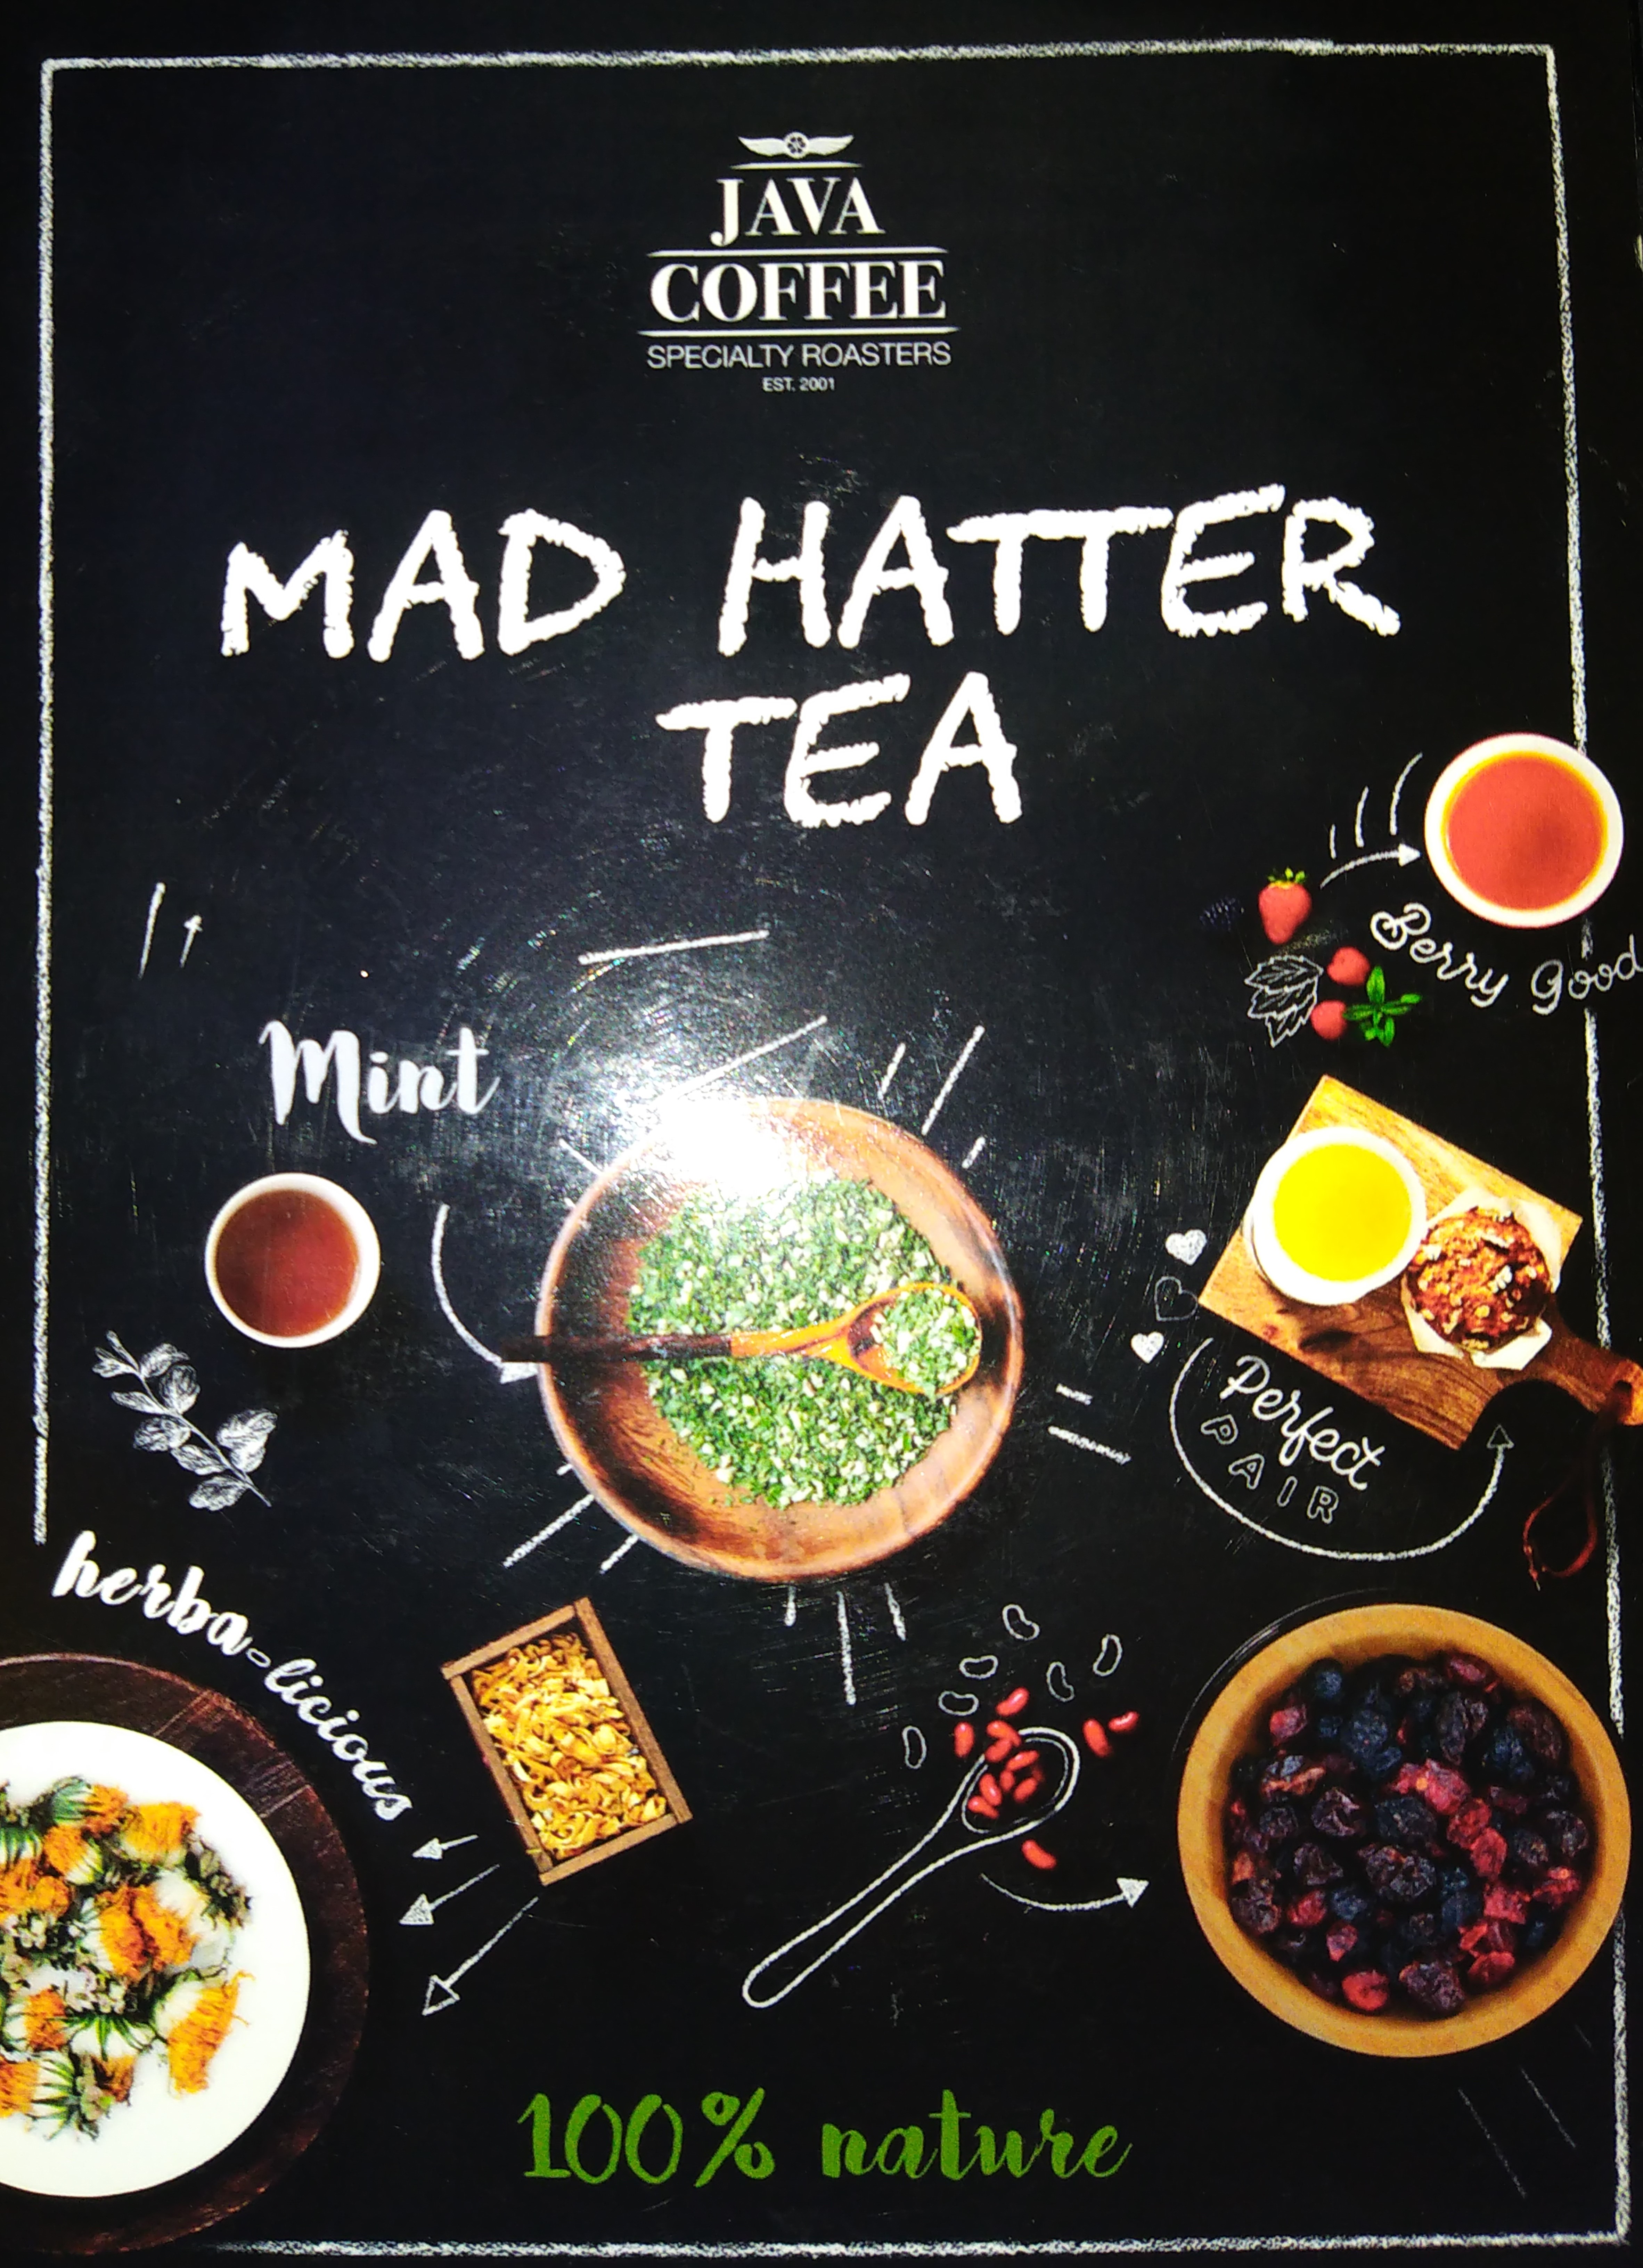 JAVA
COFFEE
SPECIALTY ROASTERS
EST. 2001
MAD HATTER
TEA
Berry Good
Mint
Perfect
PAIR
herba-licious
100% nature